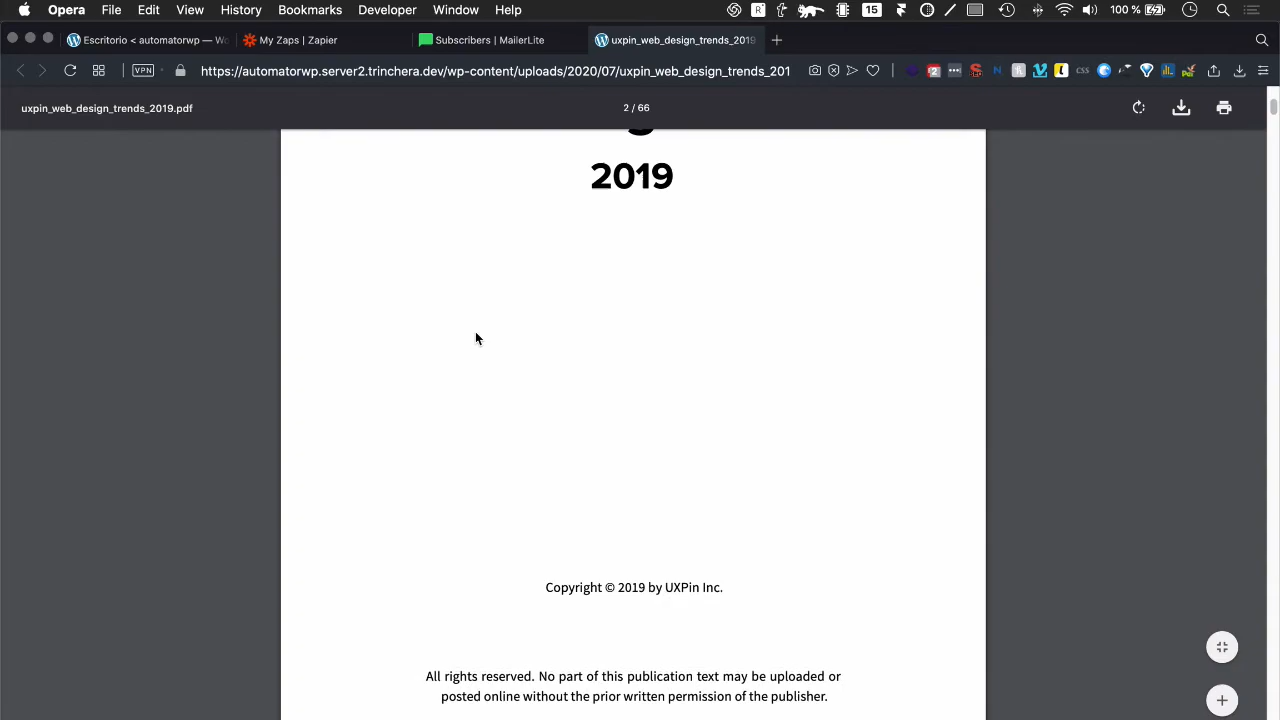 Opera File Edit View History Bookmarks Developer Window Help 15 100 %
Escritorio < automatorwp — Wo My Zaps | Zapier Subscribers | MailerLite uxpin_web_design_trends_2019
VPN https://automatorwp.server2.trinchera.dev/wp-content/uploads/2020/07/uxpin_web_design_trends_201 CSS
uxpin_web_design_trends_2019.pdf 2 / 66
2019
Copyright © 2019 by UXPin Inc.
All rights reserved. No part of this publication text may be uploaded or
posted online without the prior written permission of the publisher.